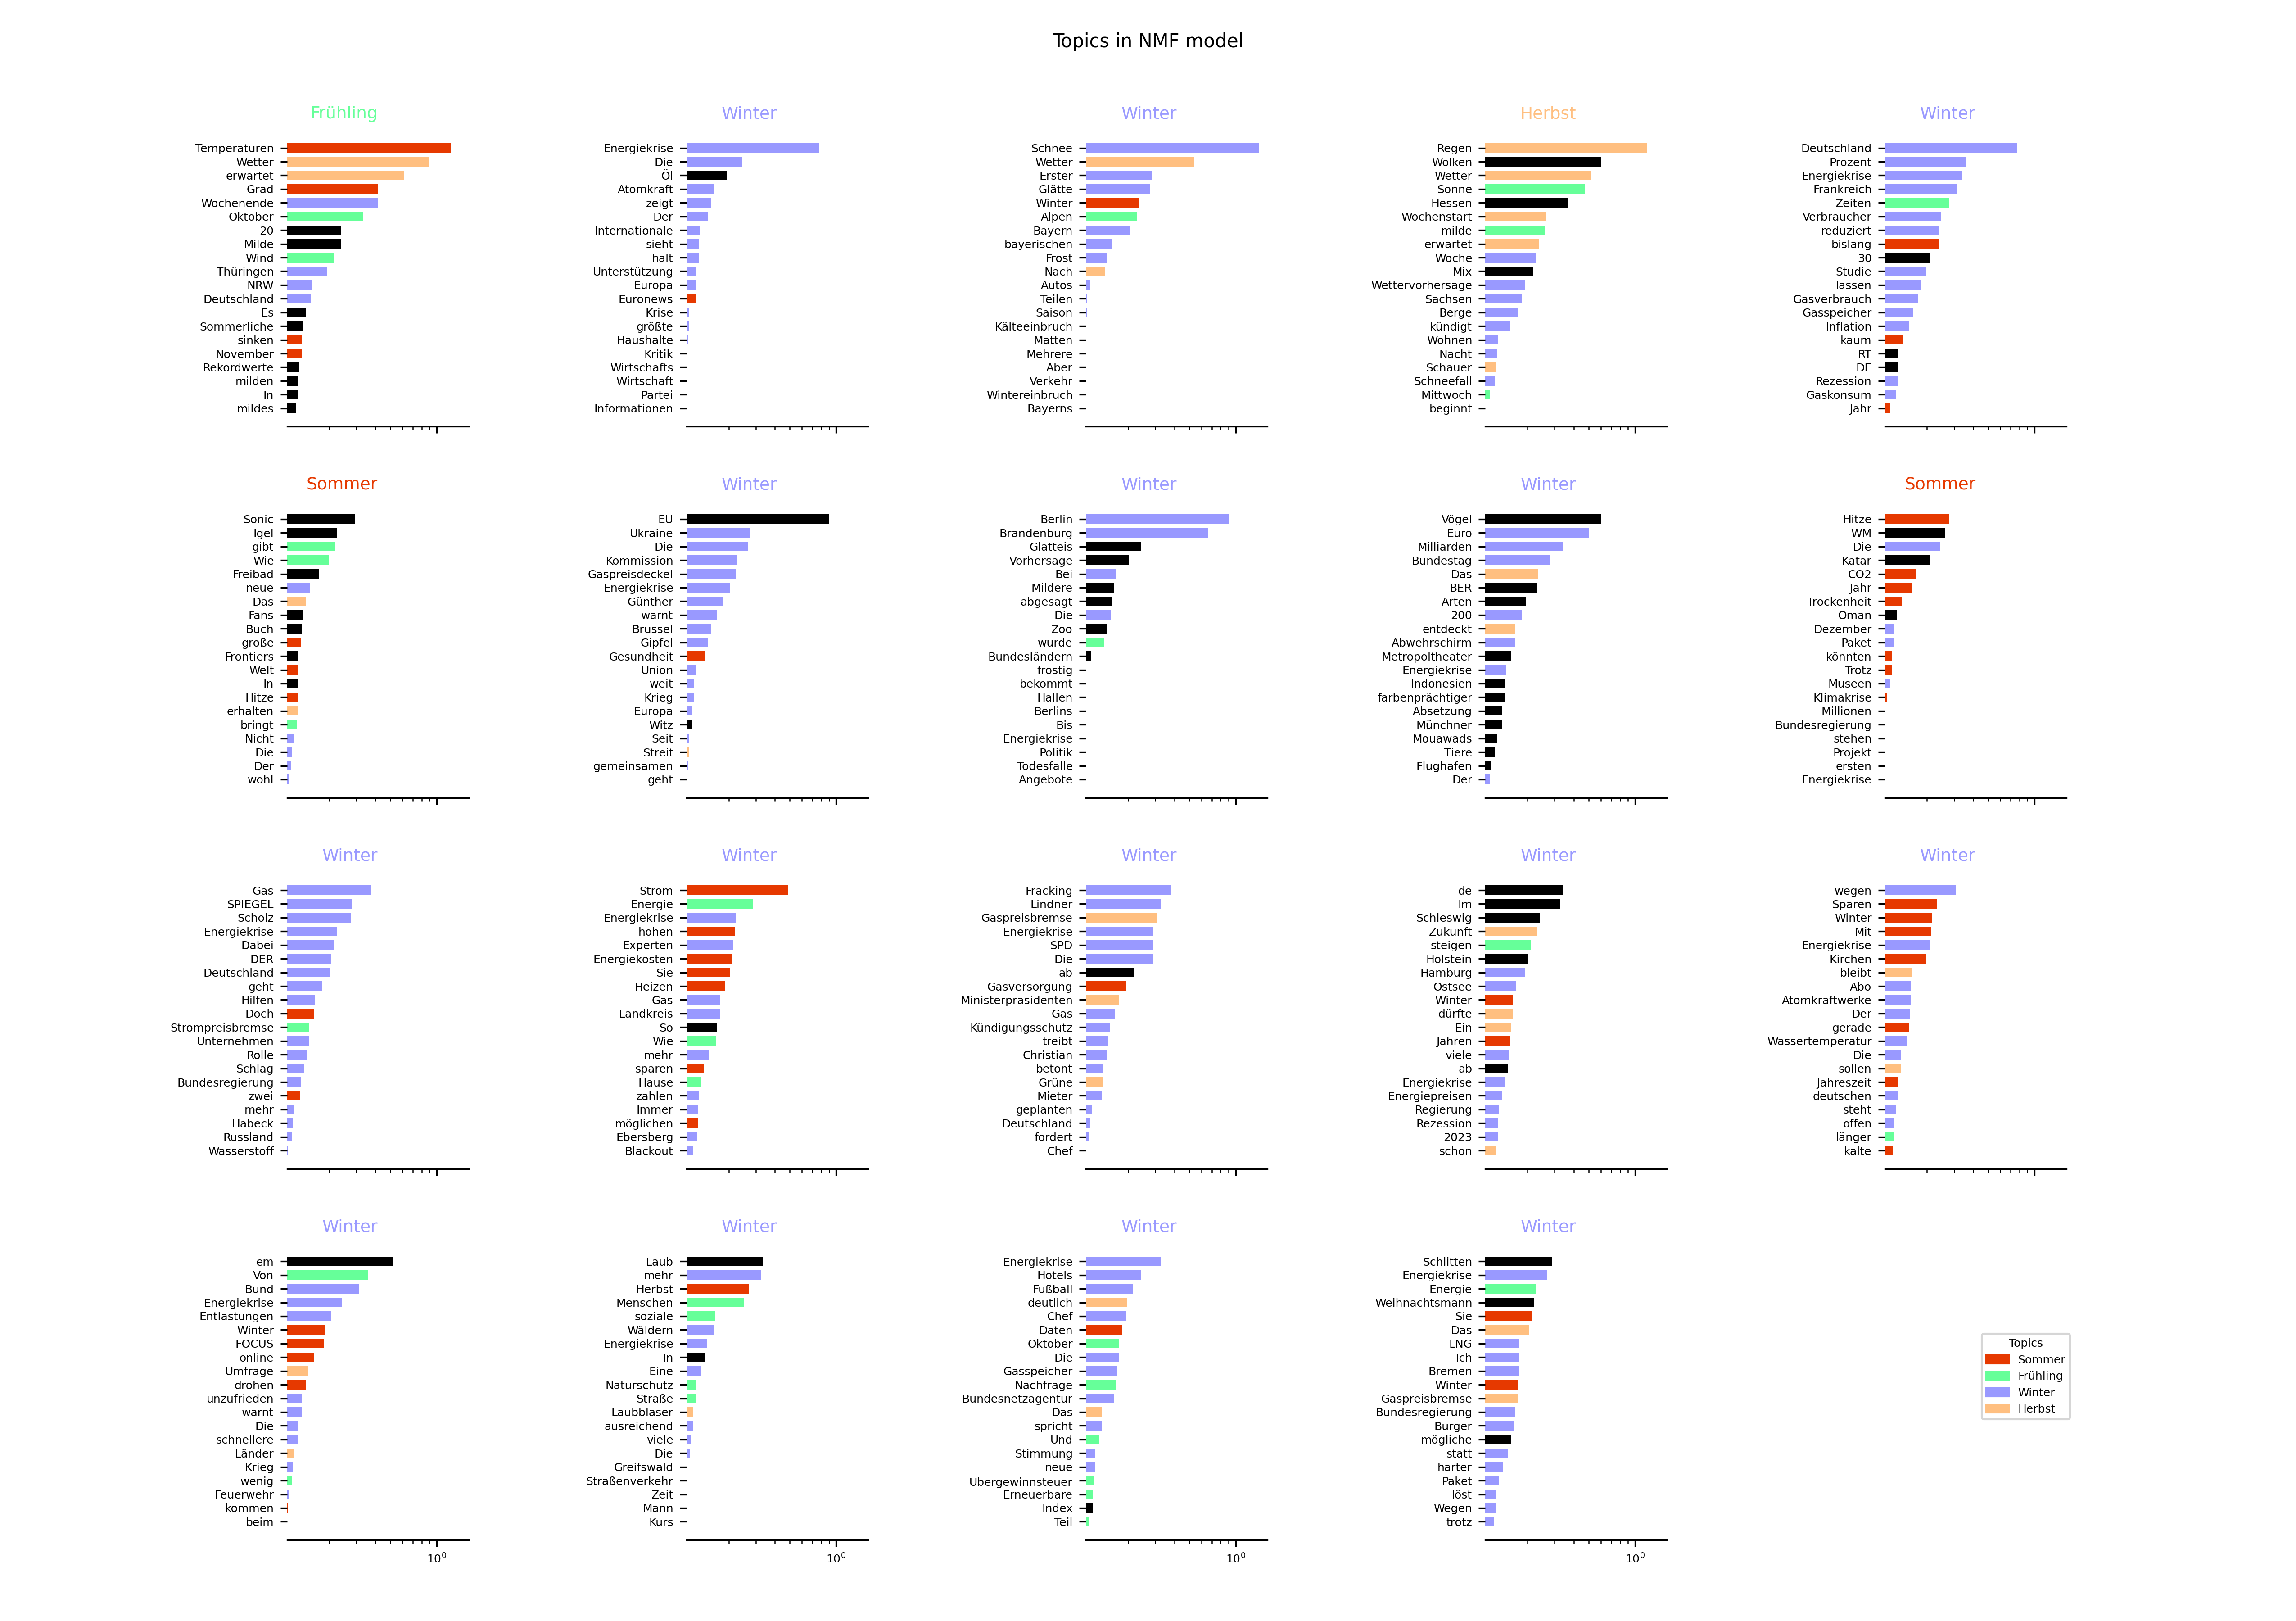 Topics in NMF model
Frühling
Temperaturen
Wetter
erwartet
Grad
Wochenende
Oktober
20
Milde
Wind
Thüringen
NRW
Deutschland
Es
Sommerliche
sinken
November
Rekordwerte
milden
In
mildes
Winter
Energiekrise
Die
Öl
Atomkraft
zeigt
Der
Internationale
sieht
hält
Unterstützung
Europa
Euronews
Krise
größte
Haushalte
Kritik
Wirtschafts
Wirtschaft
Partei
Informationen
Winter
Schnee
Wetter
Erster
Glätte
Winter
Alpen
Bayern
bayerischen
Frost
Nach
Autos
Teilen
Saison
Kälteeinbruch
Matten
Mehrere
Aber
Verkehr
Wintereinbruch
Bayerns
Herbst
Regen
Wolken
Wetter
Sonne
Hessen
Wochenstart
milde
erwartet
Woche
Mix
Wettervorhersage
Sachsen
Berge
kündigt
Wohnen
Nacht
Schauer
Schneefall
Mittwoch
beginnt
Winter
Deutschland
Prozent
Energiekrise
Frankreich
Zeiten
Verbraucher
reduziert
bislang
30
Studie
lassen
Gasverbrauch
Gasspeicher
Inflation
kaum
RT
DE
Rezession
Gaskonsum
Jahr
Sommer
Sonic
Igel
gibt
Wie
Freibad
neue
Das
Fans
Buch
große
Frontiers
Welt
In
Hitze
erhalten
bringt
Nicht
Die
Der
wohl
Winter
EU
Ukraine
Die
Kommission
Gaspreisdeckel
Energiekrise
Günther
warnt
Brüssel
Gipfel
Gesundheit
Union
weit
Krieg
Europa
Witz
Seit
Streit
gemeinsamen
geht
Winter
Berlin
Brandenburg
Glatteis
Vorhersage
Bei
Mildere
abgesagt
Die
Zoo
wurde
Bundesländern
frostig
bekommt
Hallen
Berlins
Bis
Energiekrise
Politik
Todesfalle
Angebote
Winter
Vögel
Euro
Milliarden
Bundestag
Das
BER
Arten
200
entdeckt
Abwehrschirm
Metropoltheater
Energiekrise
Indonesien
farbenprächtiger
Absetzung
Münchner
Mouawads
Tiere
Flughafen
Der
Sommer
Hitze
WM
Die
Katar
CO2
Jahr
Trockenheit
Oman
Dezember
Paket
könnten
Trotz
Museen
Klimakrise
Millionen
Bundesregierung
stehen
Projekt
ersten
Energiekrise
Winter
Gas
SPIEGEL
Scholz
Energiekrise
Dabei
DER
Deutschland
geht
Hilfen
Doch
Strompreisbremse
Unternehmen
Rolle
Schlag
Bundesregierung
zwei
mehr
Habeck
Russland
Wasserstoff
Winter
Strom
Energie
Energiekrise
hohen
Experten
Energiekosten
Sie
Heizen
Gas
Landkreis
So
Wie
mehr
sparen
Hause
zahlen
Immer
möglichen
Ebersberg
Blackout
Winter
Fracking
Lindner
Gaspreisbremse
Energiekrise
SPD
Die
ab
Gasversorgung
Ministerpräsidenten
Gas
Kündigungsschutz
treibt
Christian
betont
Grüne
Mieter
geplanten
Deutschland
fordert
Chef
Winter
de
Im
Schleswig
Zukunft
steigen
Holstein
Hamburg
Ostsee
Winter
dürfte
Ein
Jahren
viele
ab
Energiekrise
Energiepreisen
Regierung
Rezession
2023
schon
Winter
wegen
Sparen
Winter
Mit
Energiekrise
Kirchen
bleibt
Abo
Atomkraftwerke
Der
gerade
Wassertemperatur
Die
sollen
Jahreszeit
deutschen
steht
offen
länger
kalte
Winter
em
Von
Bund
Energiekrise
Entlastungen
Winter
FOCUS
online
Umfrage
drohen
unzufrieden
warnt
Die
schnellere
Länder
Krieg
wenig
Feuerwehr
kommen
beim
10⁰
Winter
Laub
mehr
Herbst
Menschen
soziale
Wäldern
Energiekrise
In
Eine
Naturschutz
Straße
Laubbläser
ausreichend
viele
Die
Greifswald
Straßenverkehr
Zeit
Mann
Kurs
10⁰
Winter
Energiekrise
Hotels
Fußball
deutlich
Chef
Daten
Oktober
Die
Gasspeicher
Nachfrage
Bundesnetzagentur
Das
spricht
Und
Stimmung
neue
Übergewinnsteuer
Erneuerbare
Index
Teil
10⁰
Winter
Schlitten
Energiekrise
Energie
Weihnachtsmann
Sie
Das
LNG
Ich
Bremen
Winter
Gaspreisbremse
Bundesregierung
Bürger
mögliche
statt
härter
Paket
löst
Wegen
trotz
10⁰
Topics
Sommer
Frühling
Winter
Herbst